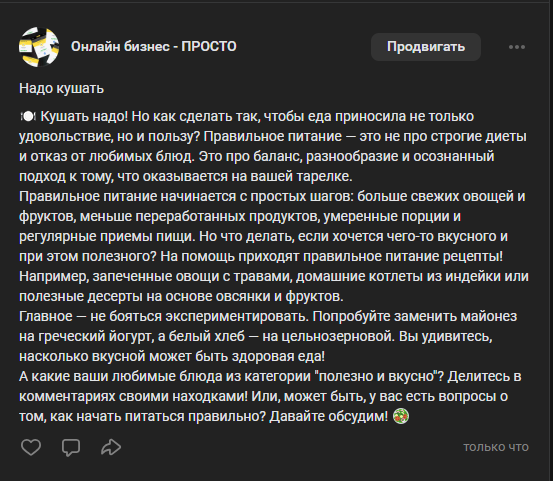 Онлайн бизнес - ПРОСТО
Продвигать
Надо кушать
🍽 Кушать надо! Но как сделать так, чтобы еда приносила не только
удовольствие, но и пользу? Правильное питание — это не про строгие диеты
и отказ от любимых блюд. Это про баланс, разнообразие и осознанный
подход к тому, что оказывается на вашей тарелке.
Правильное питание начинается с простых шагов: больше свежих овощей и
фруктов, меньше переработанных продуктов, умеренные порции и
регулярные приемы пищи. Но что делать, если хочется чего-то вкусного и
при этом полезного? На помощь приходят правильное питание рецепты!
Например, запеченные овощи с травами, домашние котлеты из индейки или
полезные десерты на основе овсянки и фруктов.
Главное — не бояться экспериментировать. Попробуйте заменить майонез
на греческий йогурт, а белый хлеб — на цельнозерновой. Вы удивитесь,
насколько вкусной может быть здоровая еда!
А какие ваши любимые блюда из категории "полезно и вкусно"? Делитесь в
комментариях своими находками! Или, может быть, у вас есть вопросы о
том, как начать питаться правильно? Давайте обсудим! 🥗
только что